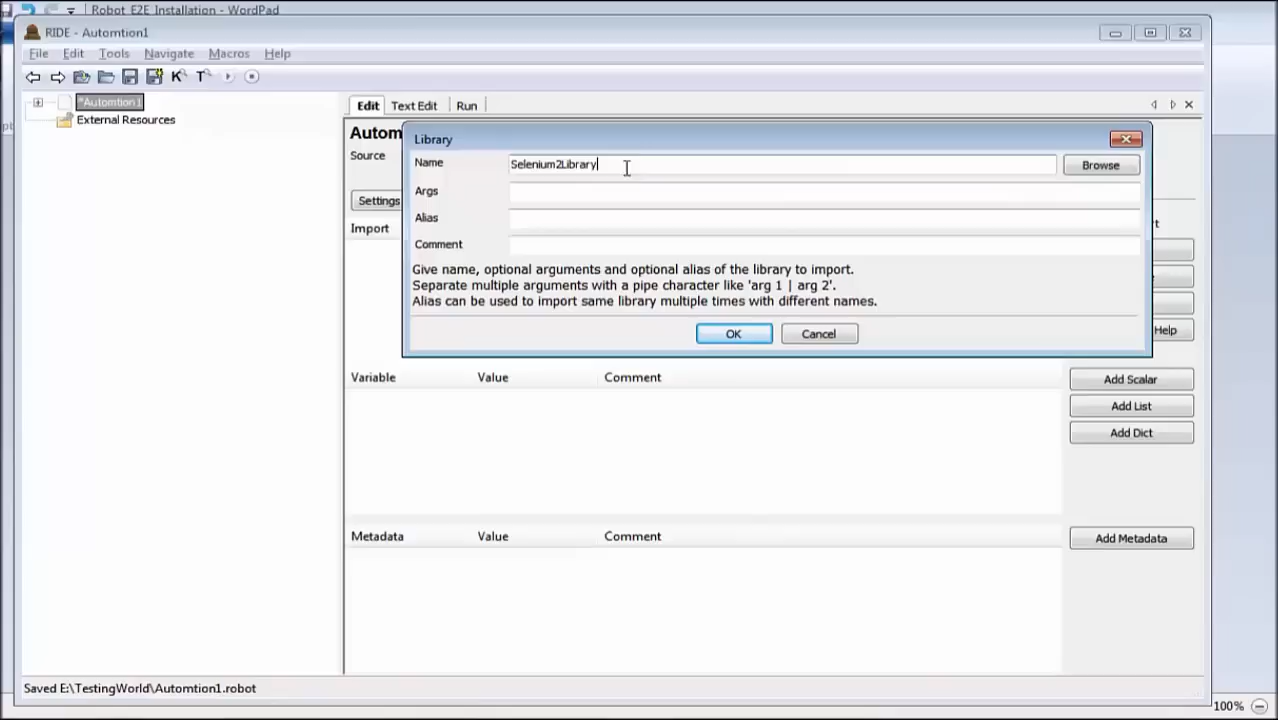 Robot E2E Installation - WordPad
RIDE - Automtion1
File Edit Tools Navigate Macros Help
K T
*Automtion1
External Resources
Edit Text Edit Run
Autom
Source
Settings
Import
Library
Name Selenium2Library Browse
Args
Alias
Comment
Give name, optional arguments and optional alias of the library to import.
Separate multiple arguments with a pipe character like 'arg 1 | arg 2'.
Alias can be used to import same library multiple times with different names.
OK Cancel
Help
Variable Value Comment
Add Scalar
Add List
Add Dict
Metadata Value Comment
Add Metadata
Saved E:\TestingWorld\Automtion1.robot
100%